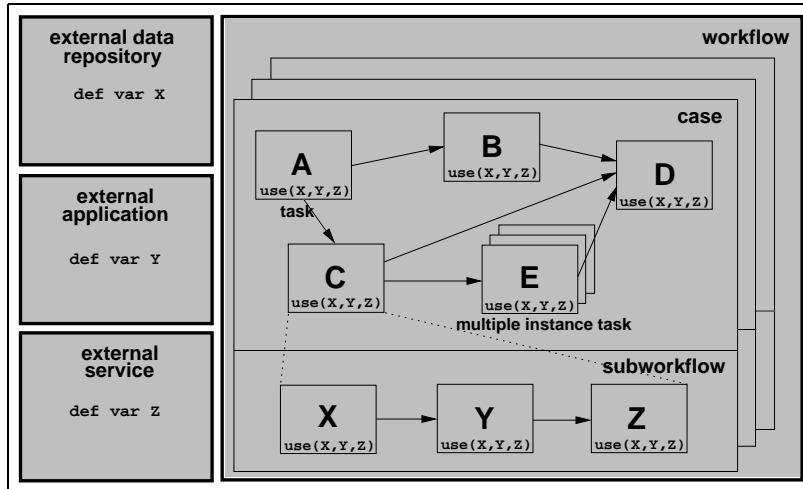 external data
repository
def var X
external
application
def var Y
external
service
def var Z
workflow
case
A
use(X,Y,Z)
task
B
use(X,Y,Z)
D
use(X,Y,Z)
C
use(X,Y,Z)
E
use(X,Y,Z)
multiple instance task
subworkflow
X
use(X,Y,Z)
Y
use(X,Y,Z)
Z
use(X,Y,Z)